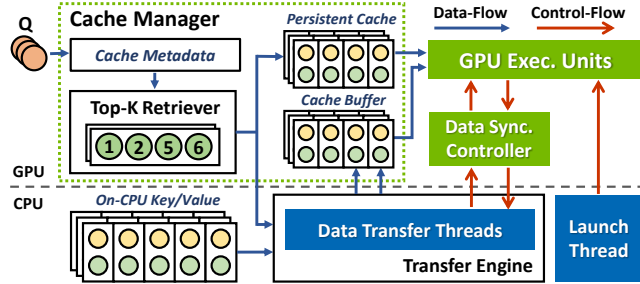 Q
Cache Manager
Cache Metadata
Top-K Retriever
1 2 5 6
Persistent Cache
Cache Buffer
Data-Flow
Control-Flow
GPU Exec. Units
Data Sync.
Controller
GPU
CPU
On-CPU Key/Value
Data Transfer Threads
Transfer Engine
Launch
Thread